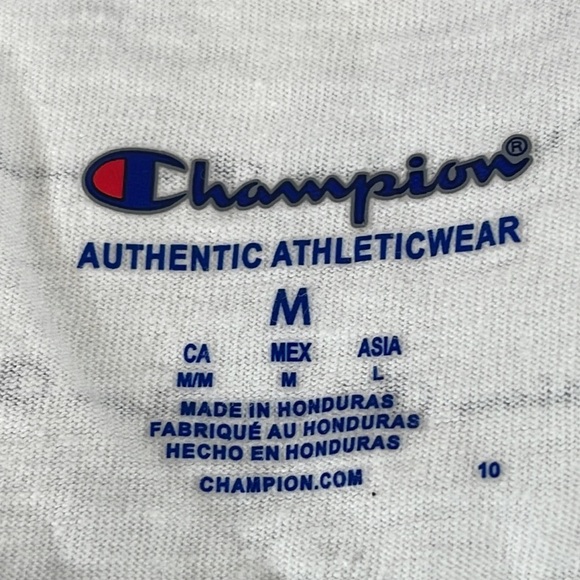 Champion®
AUTHENTIC ATHLETICWEAR
M
CA MEX ASIA
M/M M L
MADE IN HONDURAS
FABRIQUÉ AU HONDURAS
HECHO EN HONDURAS
CHAMPION.COM 10